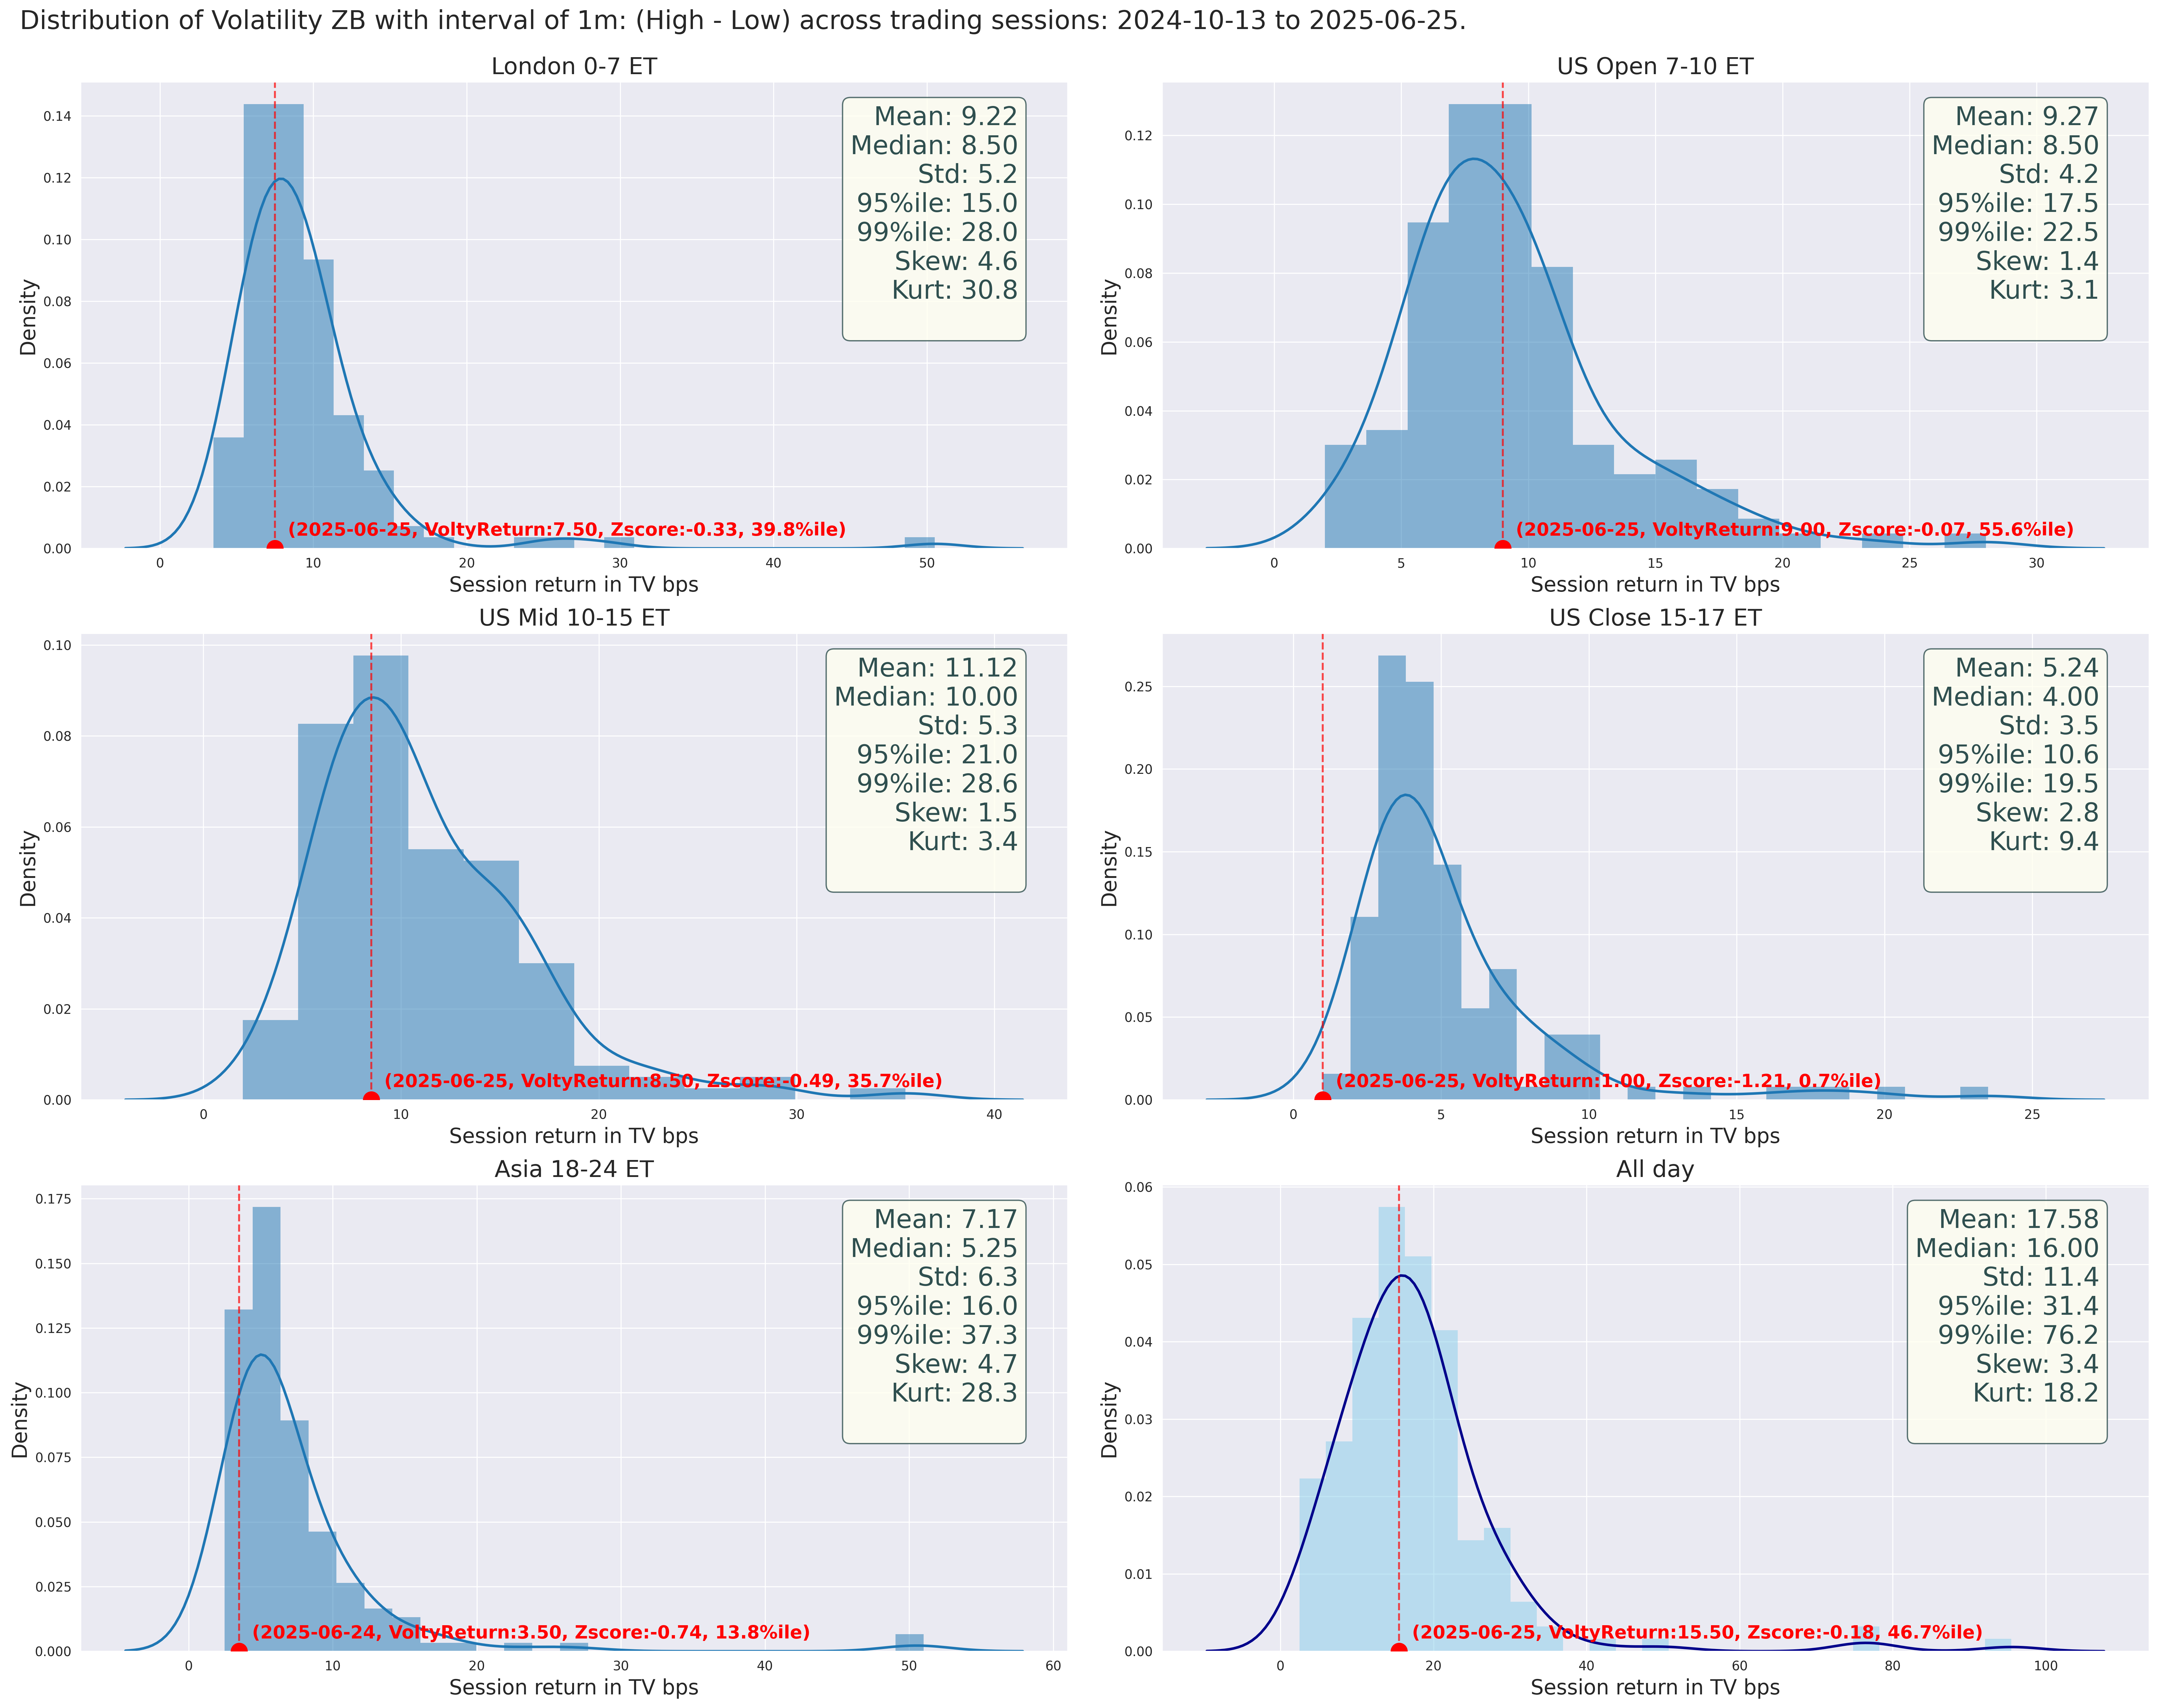 Distribution of Volatility ZB with interval of 1m: (High - Low) across trading sessions: 2024-10-13 to 2025-06-25.
London 0-7 ET
Density
0.14
0.12
0.10
0.08
0.06
0.04
0.02
0.00
Mean: 9.22
Median: 8.50
Std: 5.2
95%ile: 15.0
99%ile: 28.0
Skew: 4.6
Kurt: 30.8
(2025-06-25, VoltyReturn:7.50, Zscore:-0.33, 39.8%ile)
0 10 20 30 40 50
Session return in TV bps
US Open 7-10 ET
Density
0.12
0.10
0.08
0.06
0.04
0.02
0.00
Mean: 9.27
Median: 8.50
Std: 4.2
95%ile: 17.5
99%ile: 22.5
Skew: 1.4
Kurt: 3.1
(2025-06-25, VoltyReturn:9.00, Zscore:-0.07, 55.6%ile)
0 5 10 15 20 25 30
Session return in TV bps
US Mid 10-15 ET
Density
0.10
0.08
0.06
0.04
0.02
0.00
Mean: 11.12
Median: 10.00
Std: 5.3
95%ile: 21.0
99%ile: 28.6
Skew: 1.5
Kurt: 3.4
(2025-06-25, VoltyReturn:8.50, Zscore:-0.49, 35.7%ile)
0 10 20 30 40
Session return in TV bps
US Close 15-17 ET
Density
0.25
0.20
0.15
0.10
0.05
0.00
Mean: 5.24
Median: 4.00
Std: 3.5
95%ile: 10.6
99%ile: 19.5
Skew: 2.8
Kurt: 9.4
(2025-06-25, VoltyReturn:1.00, Zscore:-1.21, 0.7%ile)
0 5 10 15 20 25
Session return in TV bps
Asia 18-24 ET
Density
0.175
0.150
0.125
0.100
0.075
0.050
0.025
0.000
Mean: 7.17
Median: 5.25
Std: 6.3
95%ile: 16.0
99%ile: 37.3
Skew: 4.7
Kurt: 28.3
(2025-06-24, VoltyReturn:3.50, Zscore:-0.74, 13.8%ile)
0 10 20 30 40 50 60
Session return in TV bps
All day
Density
0.06
0.05
0.04
0.03
0.02
0.01
0.00
Mean: 17.58
Median: 16.00
Std: 11.4
95%ile: 31.4
99%ile: 76.2
Skew: 3.4
Kurt: 18.2
(2025-06-25, VoltyReturn:15.50, Zscore:-0.18, 46.7%ile)
0 20 40 60 80 100
Session return in TV bps